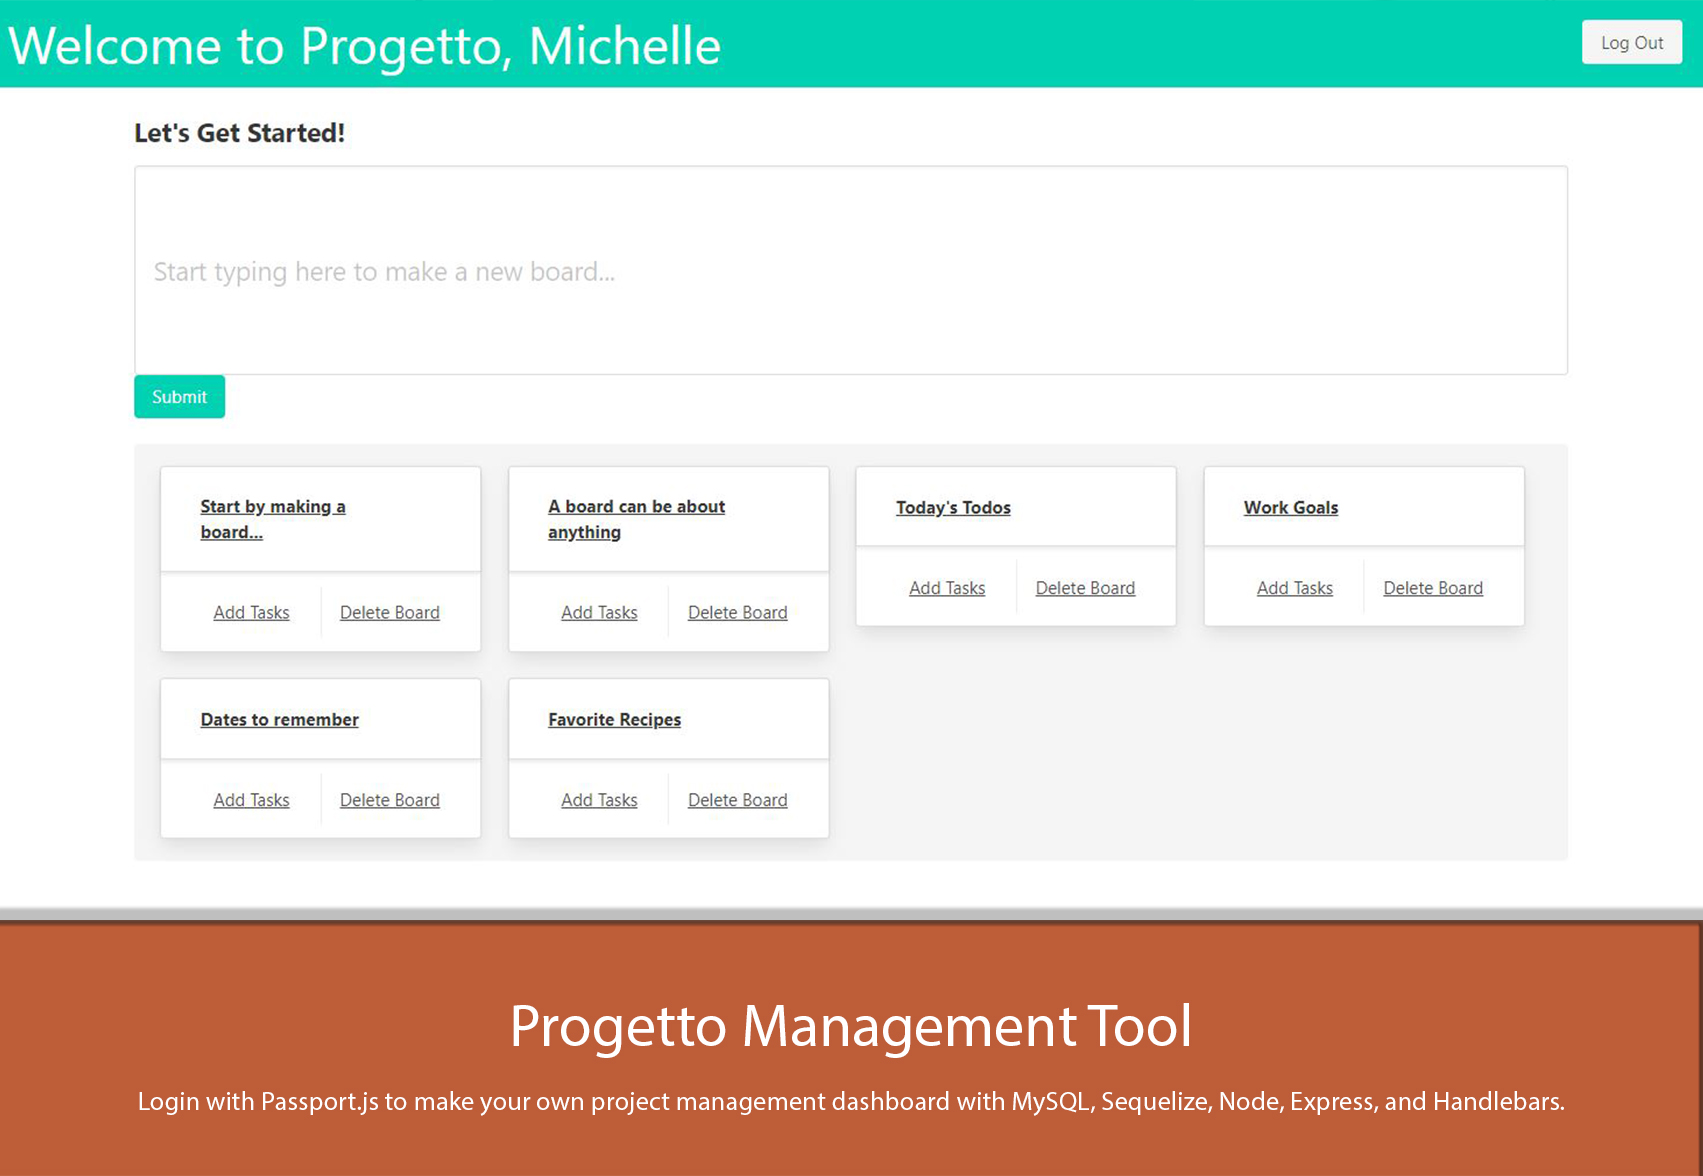 Welcome to Progetto, Michelle
Log Out
Let's Get Started!
Start typing here to make a new board...
Submit
Start by making a
board...
Add Tasks
Delete Board
A board can be about
anything
Add Tasks
Delete Board
Today's Todos
Add Tasks
Delete Board
Work Goals
Add Tasks
Delete Board
Dates to remember
Add Tasks
Delete Board
Favorite Recipes
Add Tasks
Delete Board
Progetto Management Tool
Login with Passport.js to make your own project management dashboard with MySQL, Sequelize, Node, Express, and Handlebars.